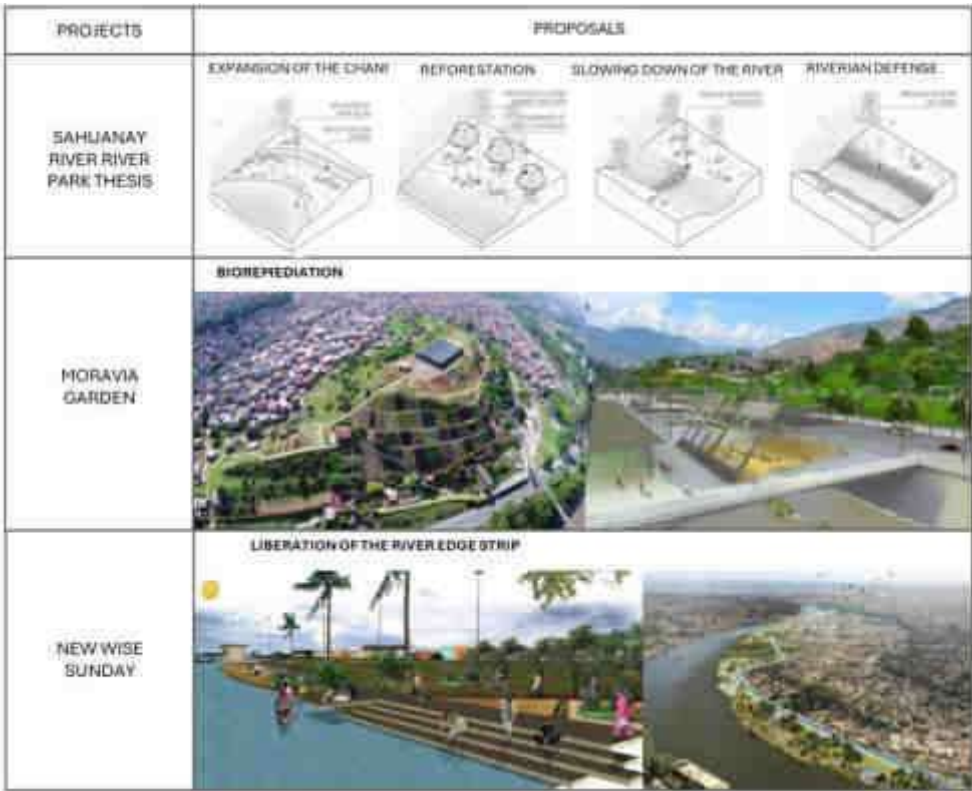 PROJECTS
PROPOSALS
EXPANSION OF THE CHANI
REFORESTATION
SLOWING DOWN OF THE RIVER
RIVERIAN DEFENSE
SAHUANAY
RIVER RIVER
PARK THESIS
BIOREMEDIATION
MORAVIA
GARDEN
LIBERATION OF THE RIVER EDGE STRIP
NEW WISE
SUNDAY